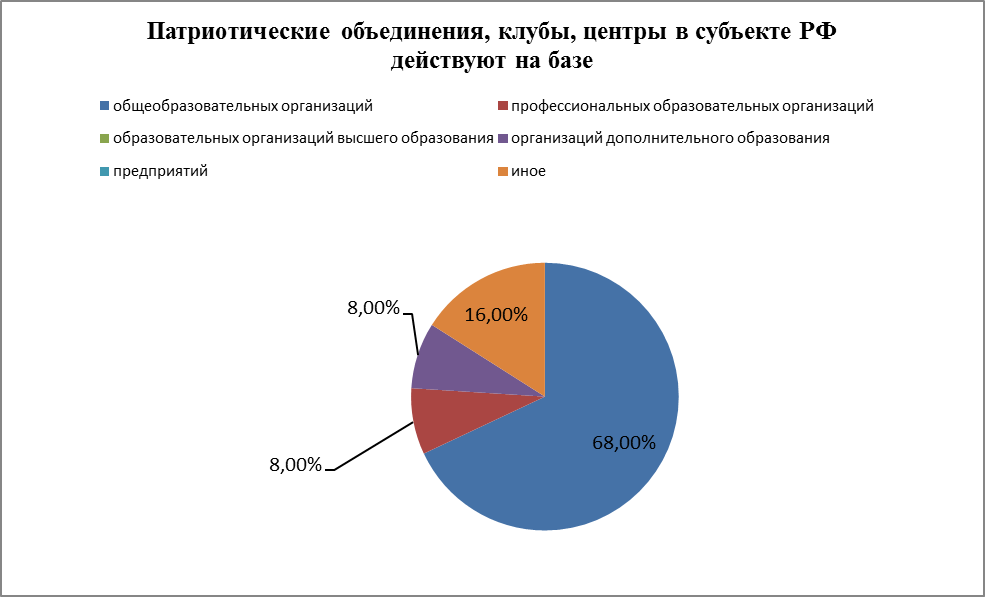 Патриотические объединения, клубы, центры в субъекте РФ
действуют на базе
общеобразовательных организаций
профессиональных образовательных организаций
образовательных организаций высшего образования
организаций дополнительного образования
предприятий
иное
8,00%
16,00%
68,00%
8,00%